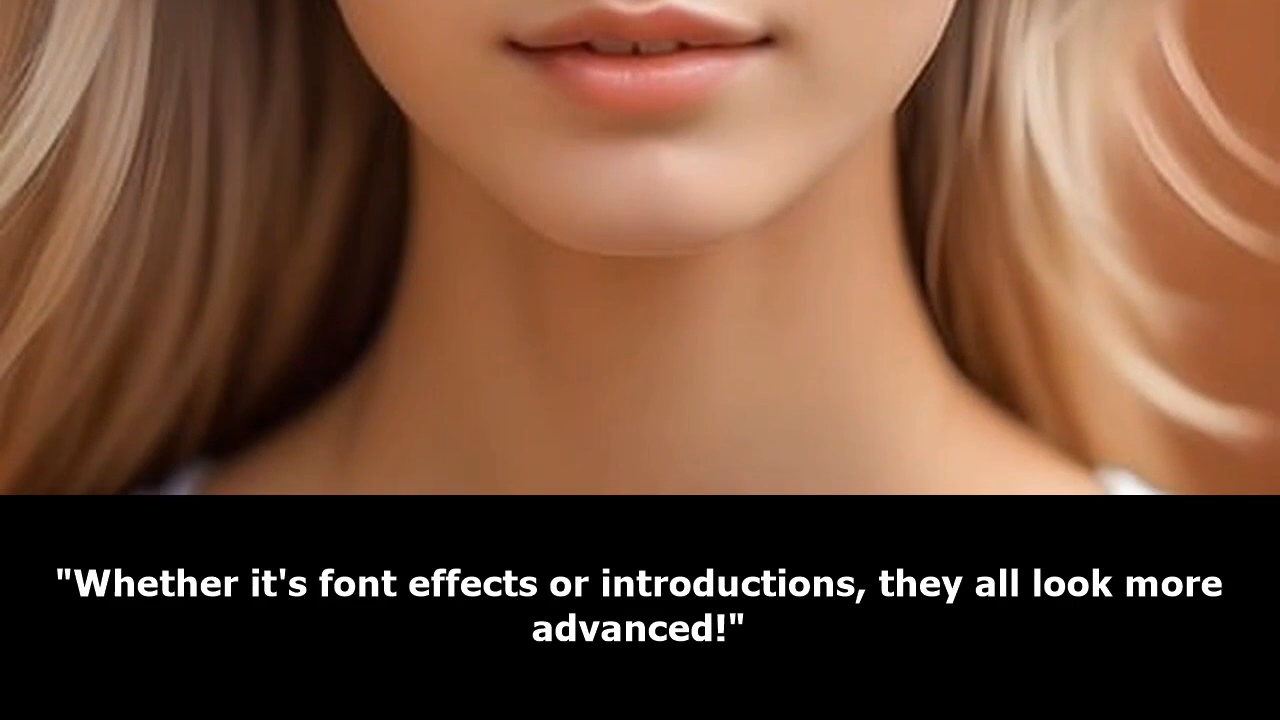 "Whether it's font effects or introductions, they all look more
advanced!"